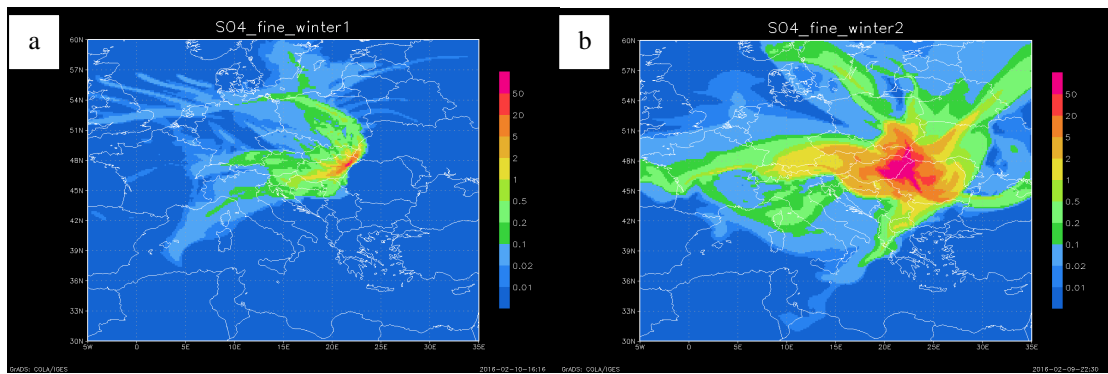 a
SO4_fine_winter1
60N
57N
54N
51N
48N
45N
42N
39N
36N
33N
30N
5W 0 5E 10E 15E 20E 25E 30E 35E
50
20
5
2
1
0.5
0.2
0.1
0.02
0.01
GrADS: COLA/IGES 2016-02-10-16:16
b
SO4_fine_winter2
60N
57N
54N
51N
48N
45N
42N
39N
36N
33N
30N
5W 0 5E 10E 15E 20E 25E 30E 35E
50
20
5
2
1
0.5
0.2
0.1
0.02
0.01
GrADS: COLA/IGES 2016-02-09-22:30